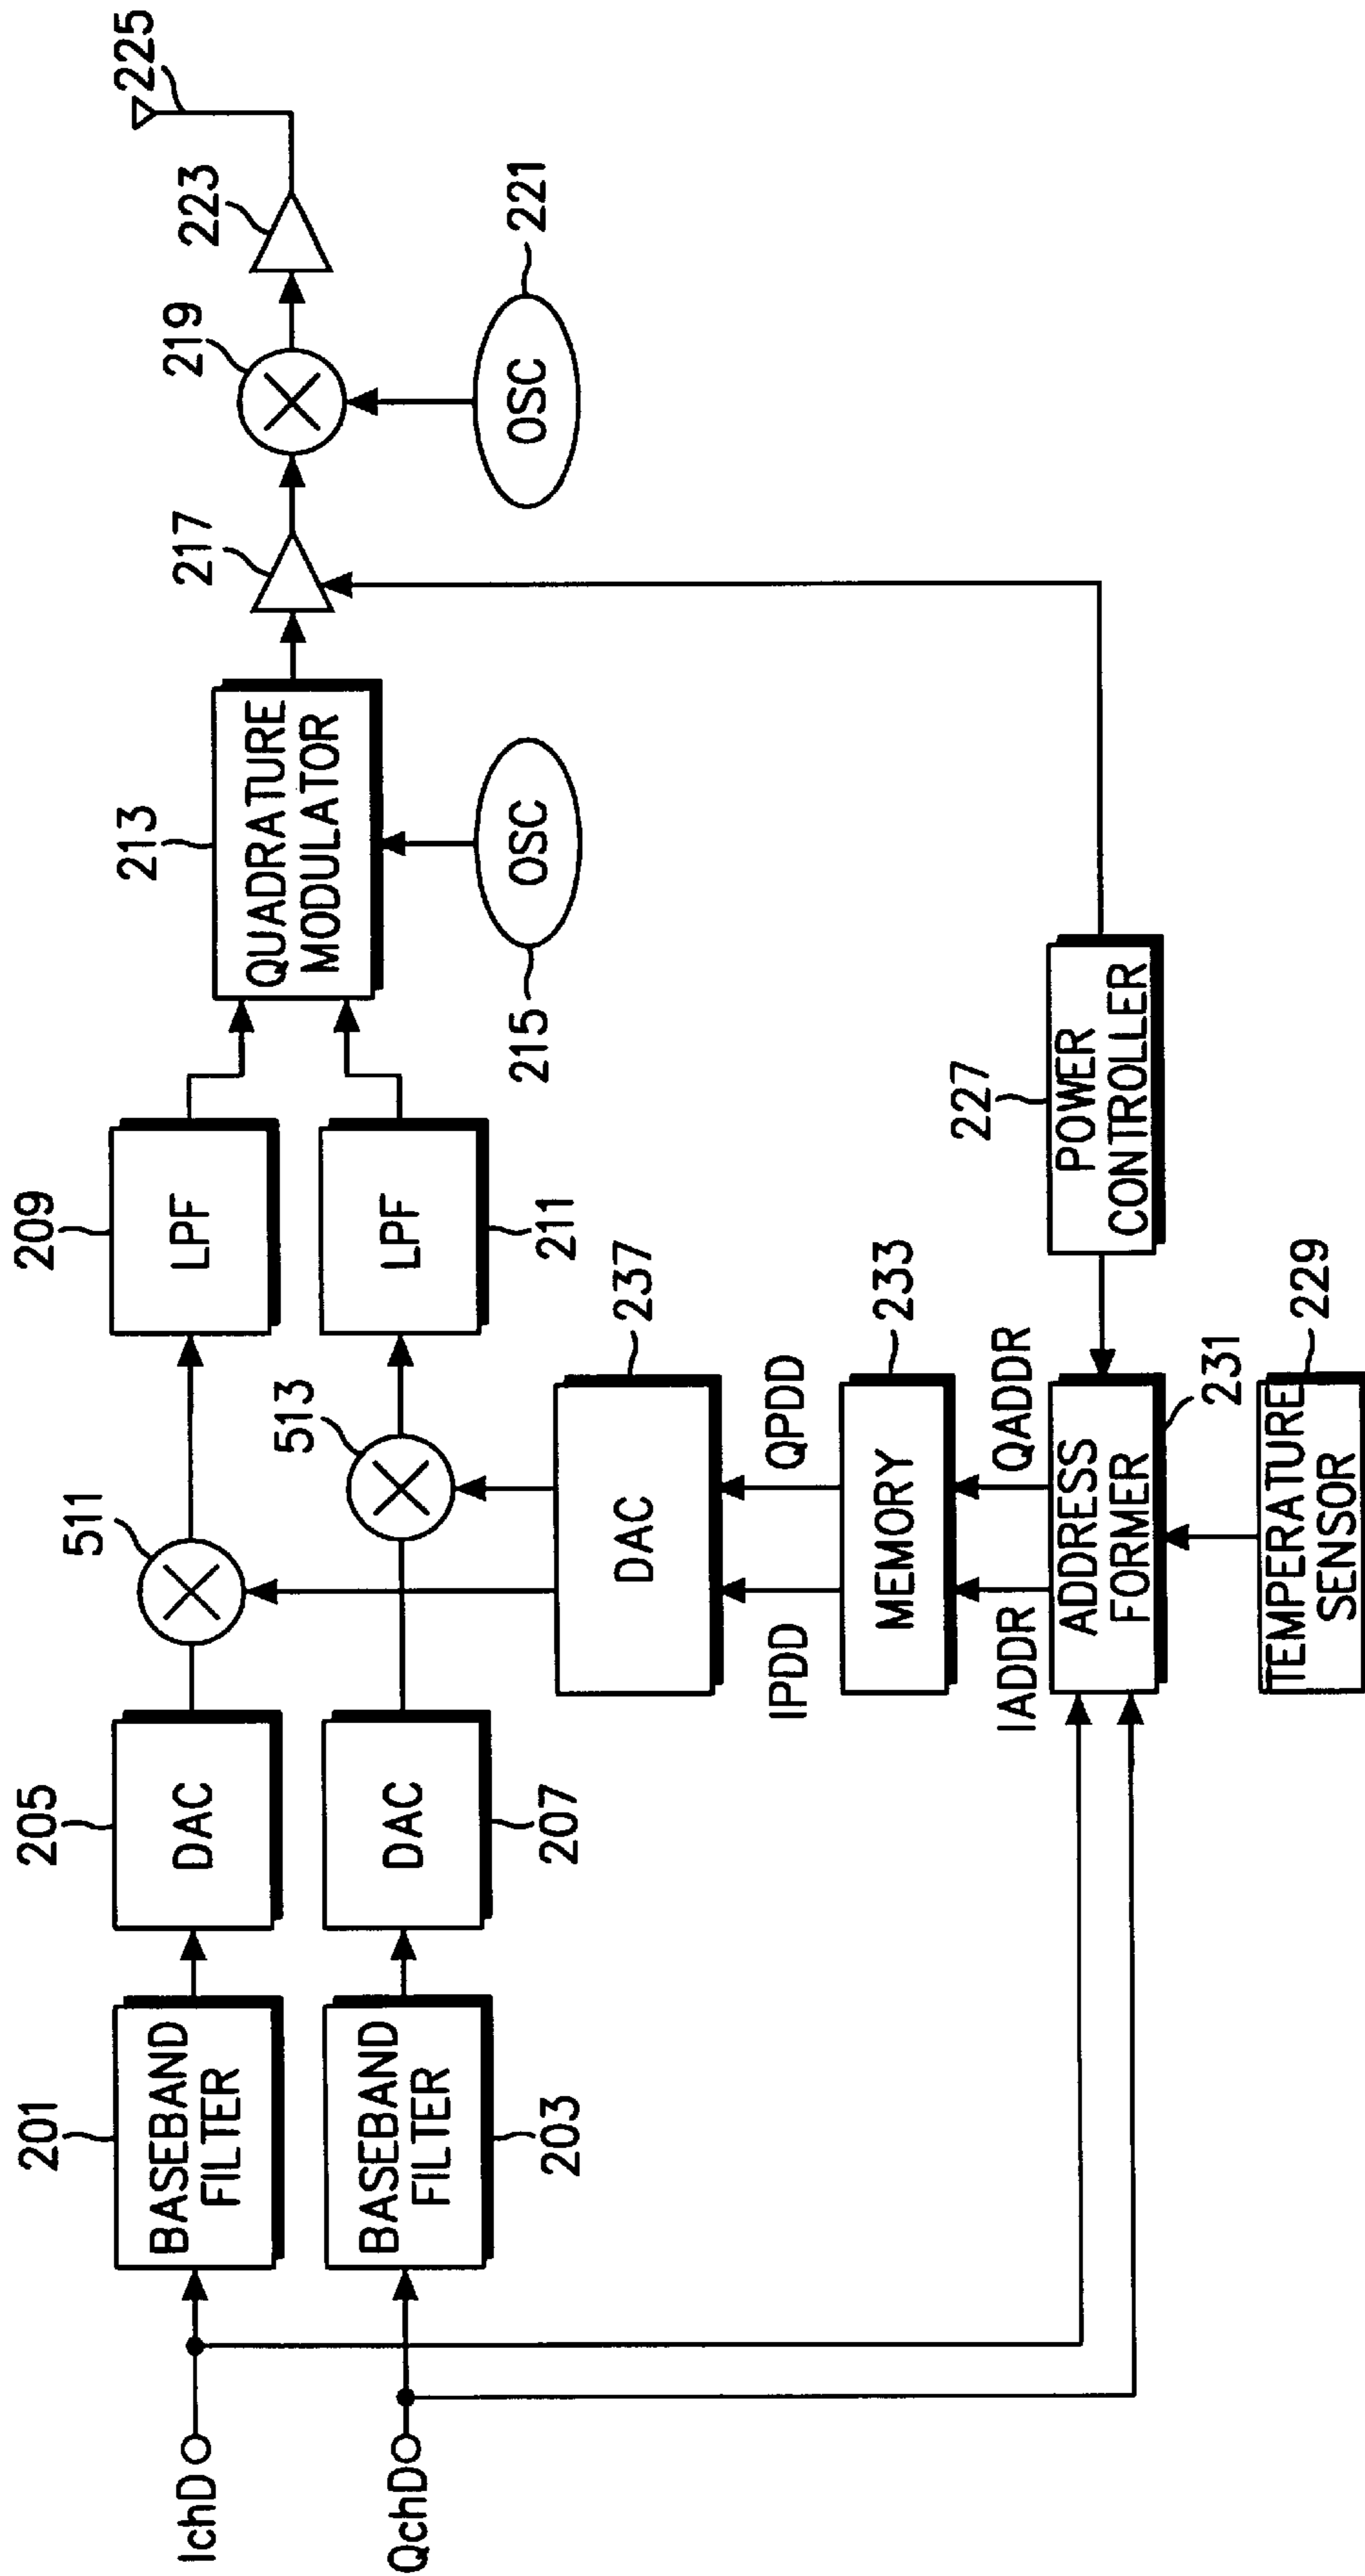 225
223
219
221
OSC
217
213
QUADRATURE
MODULATOR
OSC
215
209
LPF
LPF
211
227
POWER
CONTROLLER
511
513
237
DAC
QPDD
IPDD
233
MEMORY
QADDR
IADDR
231
ADDRESS
FORMER
229
TEMPERATURE
SENSOR
205
DAC
DAC
207
201
BASEBAND
FILTER
BASEBAND
FILTER
203
IchD
QchD